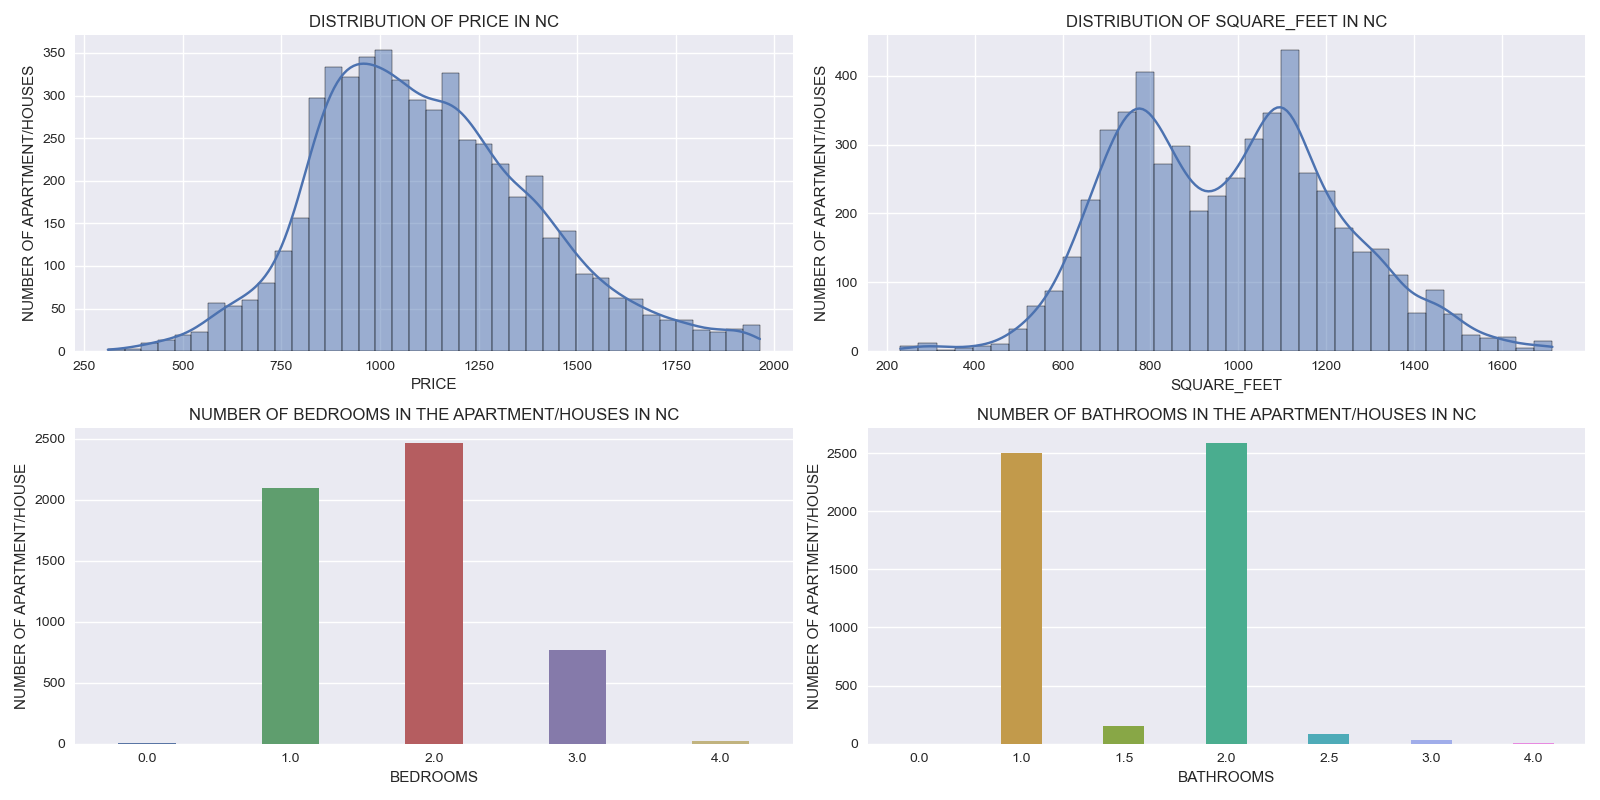 DISTRIBUTION OF PRICE IN NC
NUMBER OF APARTMENT/HOUSES
350
300
250
200
150
100
50
0
250 500 750 1000 1250 1500 1750 2000
PRICE
DISTRIBUTION OF SQUARE_FEET IN NC
NUMBER OF APARTMENT/HOUSES
400
300
200
100
0
200 400 600 800 1000 1200 1400 1600
SQUARE_FEET
NUMBER OF BEDROOMS IN THE APARTMENT/HOUSES IN NC
NUMBER OF APARTMENT/HOUSE
2500
2000
1500
1000
500
0
0.0 1.0 2.0 3.0 4.0
BEDROOMS
NUMBER OF BATHROOMS IN THE APARTMENT/HOUSES IN NC
NUMBER OF APARTMENT/HOUSE
2500
2000
1500
1000
500
0
0.0 1.0 1.5 2.0 2.5 3.0 4.0
BATHROOMS